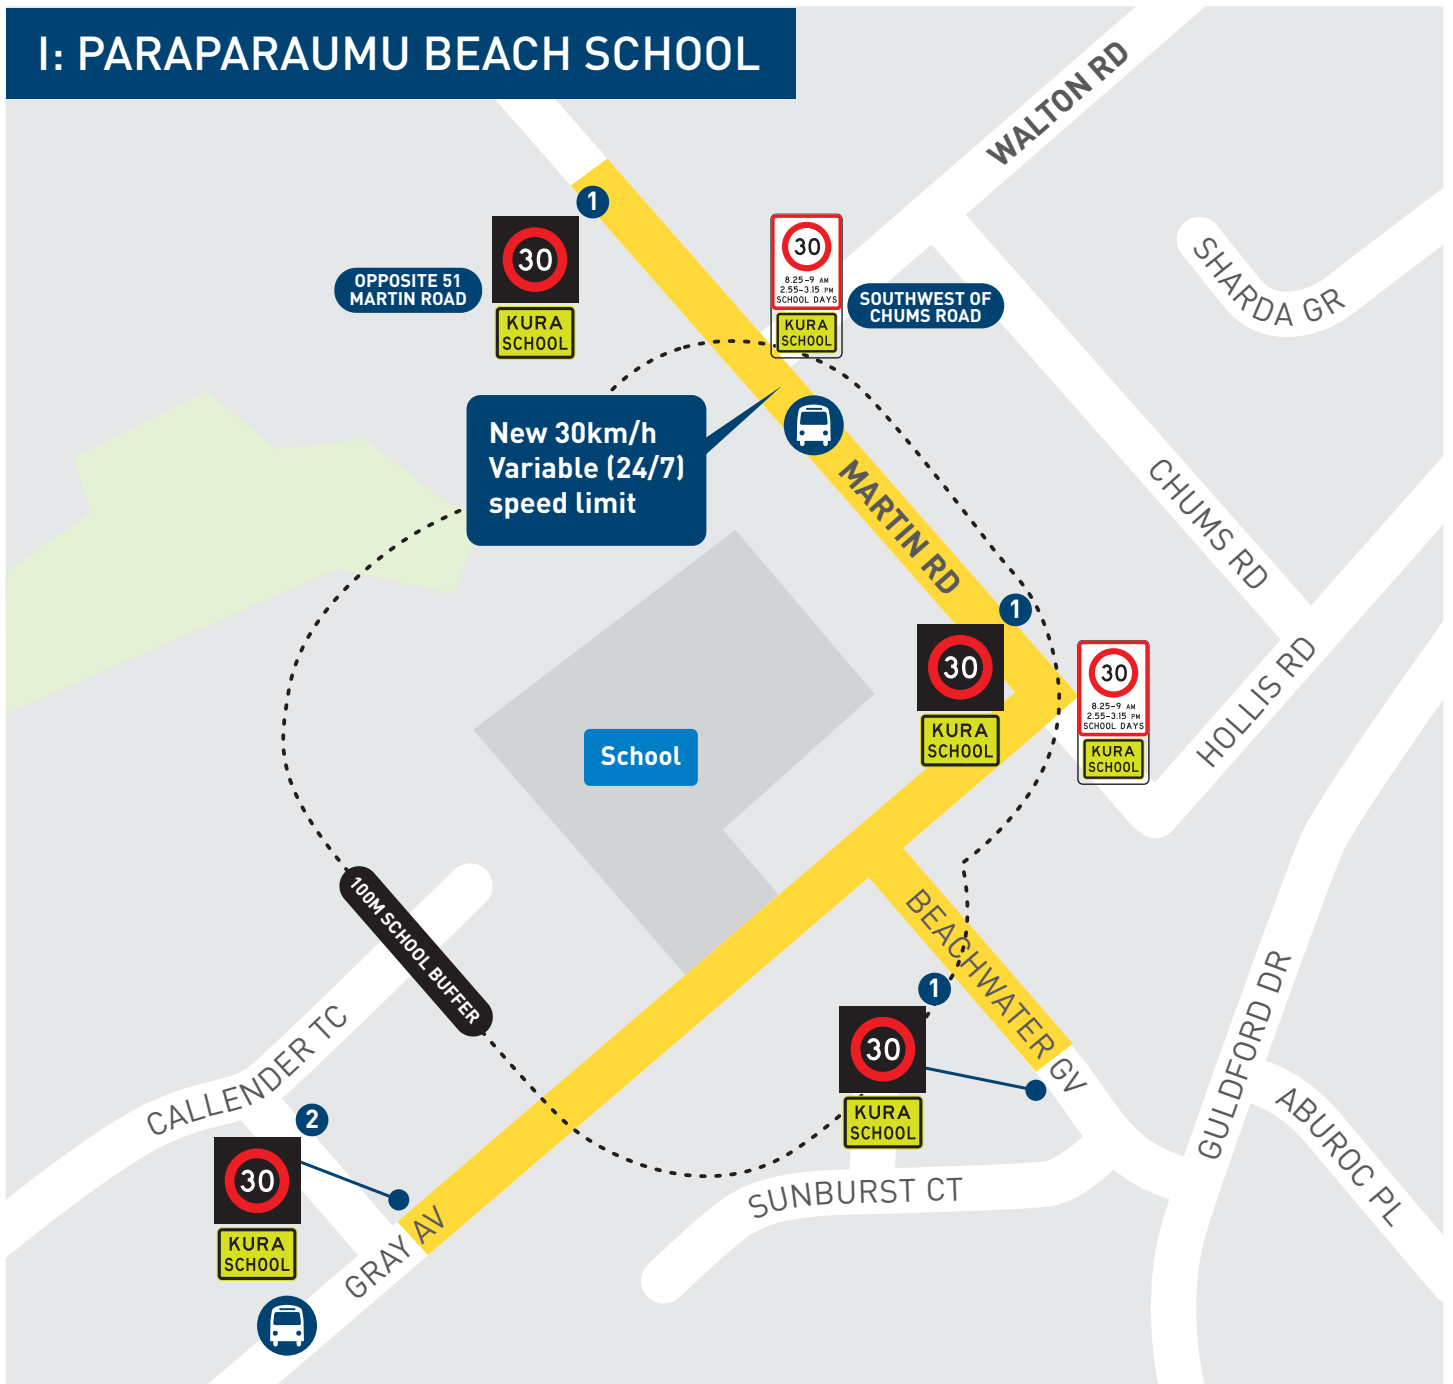 I: PARAPARAUMU BEACH SCHOOL
WALTON RD
1
30
KURA
SCHOOL
OPPOSITE 51
MARTIN ROAD
30
8.25–9 AM
2.55–3.15 PM
SCHOOL DAYS
KURA
SCHOOL
SOUTHWEST OF
CHUMS ROAD
SHARDA GR
New 30km/h
Variable (24/7)
speed limit
MARTIN RD
CHUMS RD
1
30
KURA
SCHOOL
30
8.25–9 AM
2.55–3.15 PM
SCHOOL DAYS
KURA
SCHOOL
HOLLIS RD
School
100M SCHOOL BUFFER
BEACHWATER GV
1
30
KURA
SCHOOL
GULDFORD DR
ABUROC PL
CALLENDER TC
2
30
KURA
SCHOOL
GRAY AV
SUNBURST CT